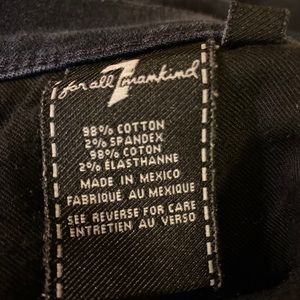 7
for all mankind
98% COTTON
2% SPANDEX
98% COTON
2% ÉLASTHANNE
MADE IN MEXICO
FABRIQUÉ AU MEXIQUE
SEE REVERSE FOR CARE
ENTRETIEN AU VERSO